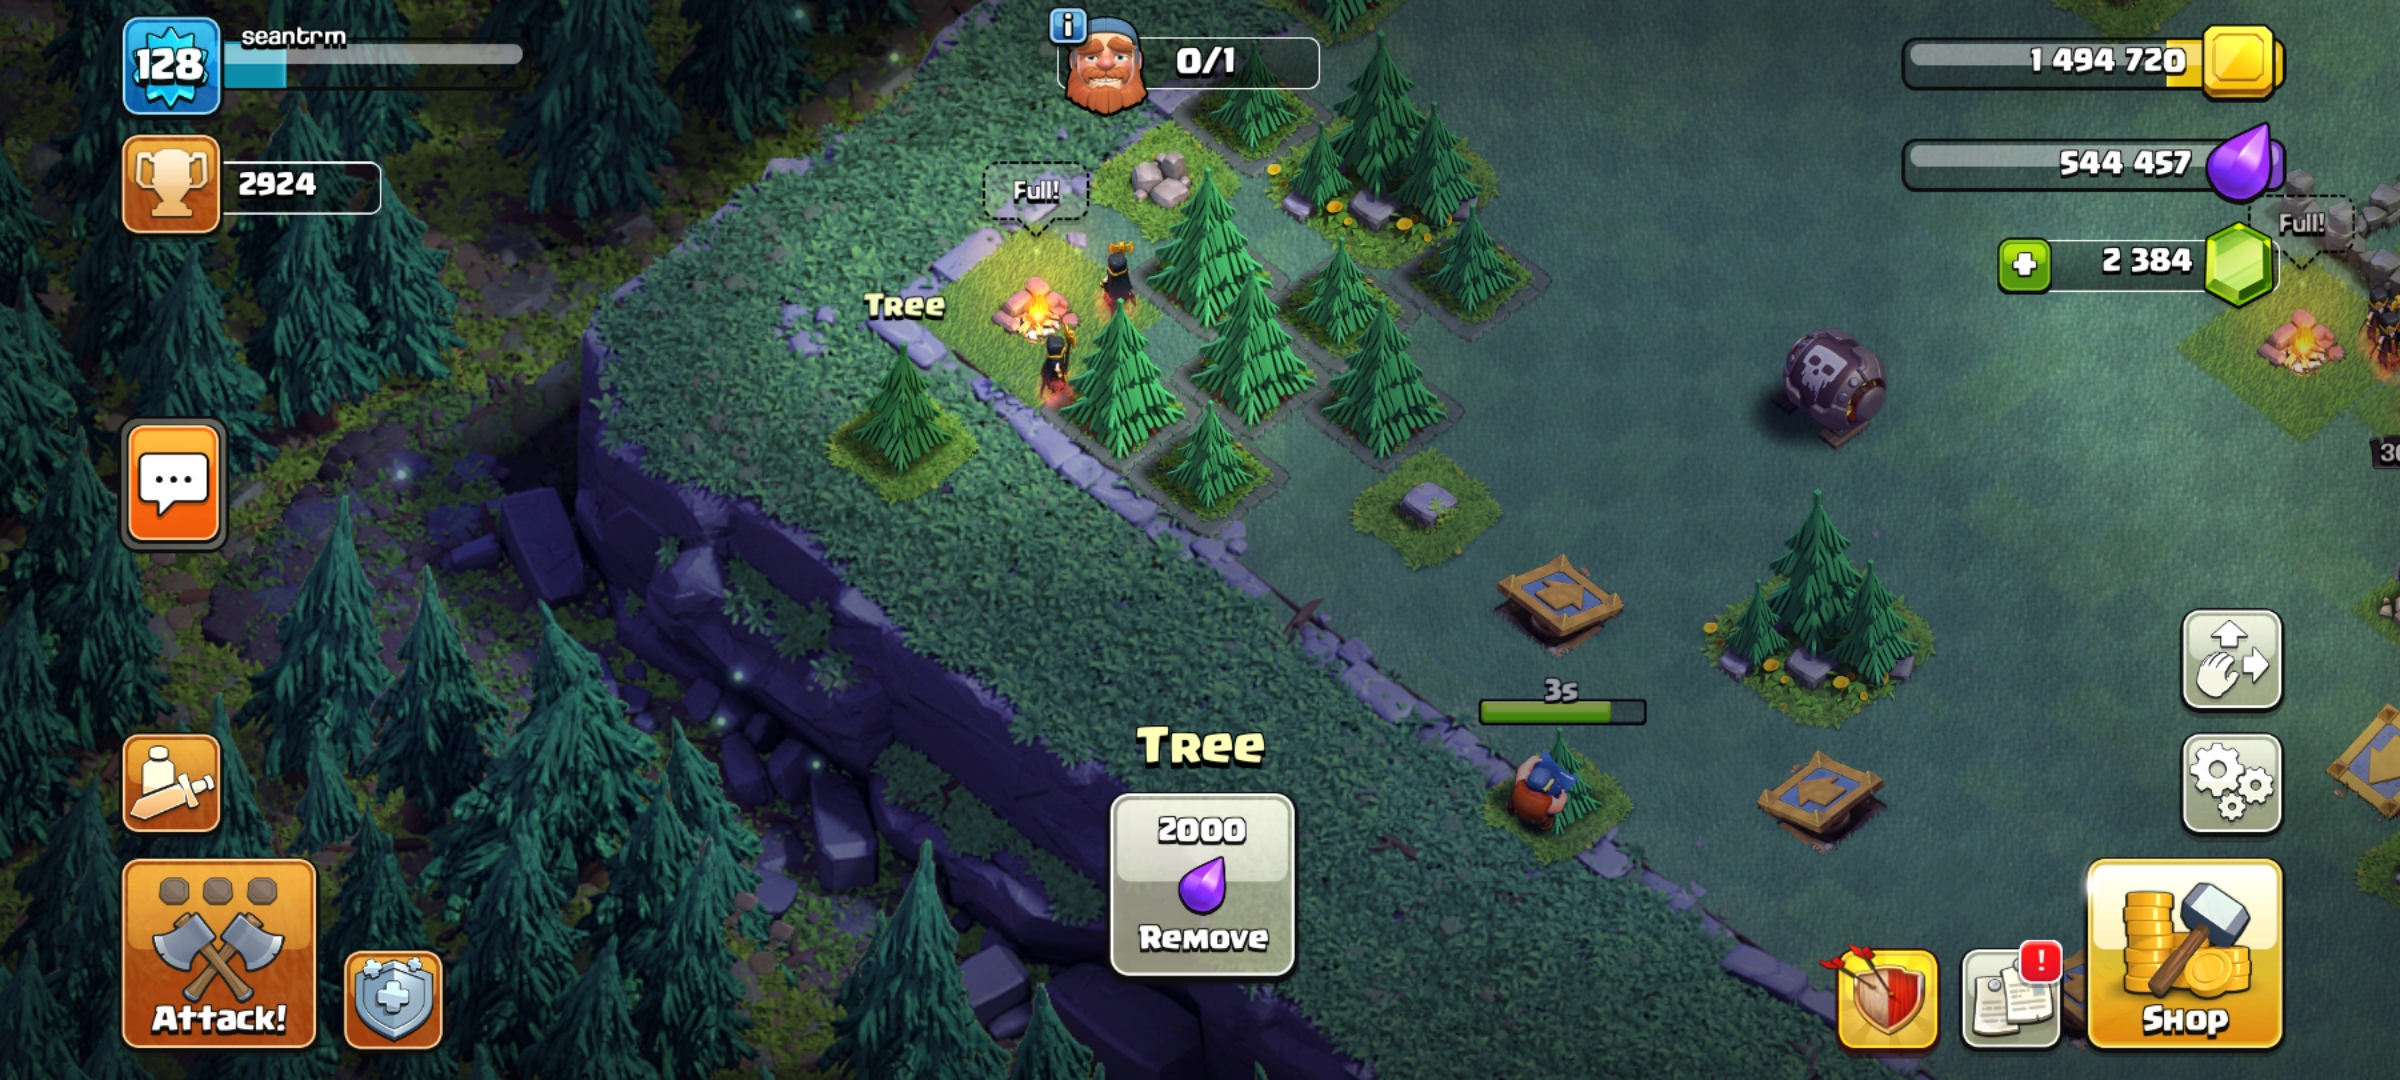 128
seantrm
0/1
1 494 720
2924
544 457
Full!
Full!
2 384
Tree
3s
Tree
2000
Remove
Attack!
!
Shop